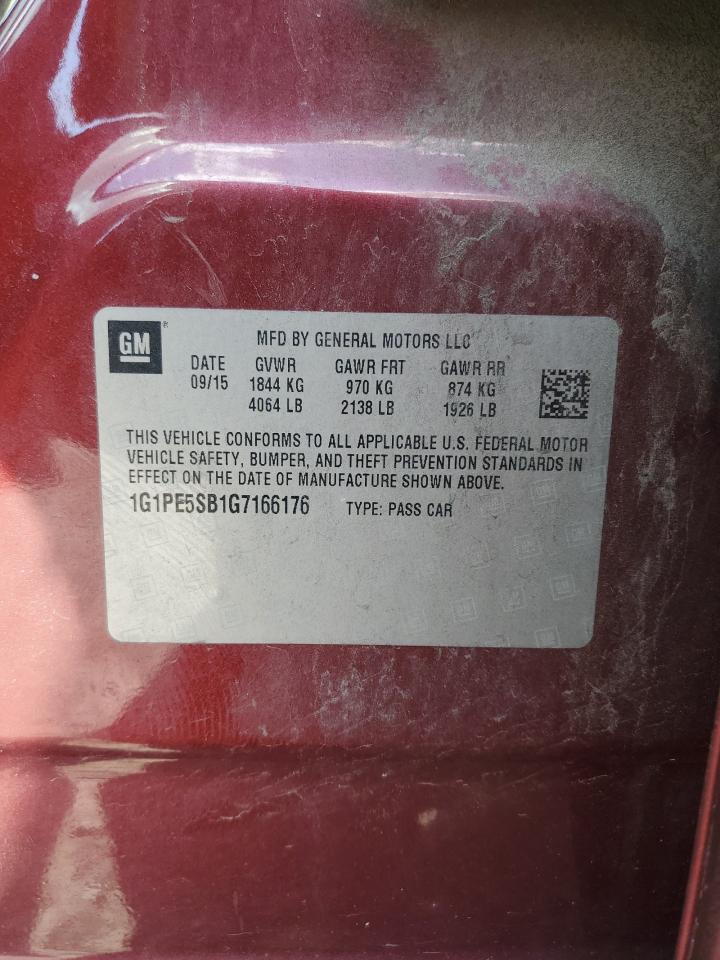 GM
MFD BY GENERAL MOTORS LLC
DATE GVWR GAWR FRT GAWR RR
09/15 1844 KG 970 KG 874 KG
4064 LB 2138 LB 1926 LB
THIS VEHICLE CONFORMS TO ALL APPLICABLE U.S. FEDERAL MOTOR
VEHICLE SAFETY, BUMPER, AND THEFT PREVENTION STANDARDS IN
EFFECT ON THE DATE OF MANUFACTURE SHOWN ABOVE.
1G1PE5SB1G7166176 TYPE: PASS CAR